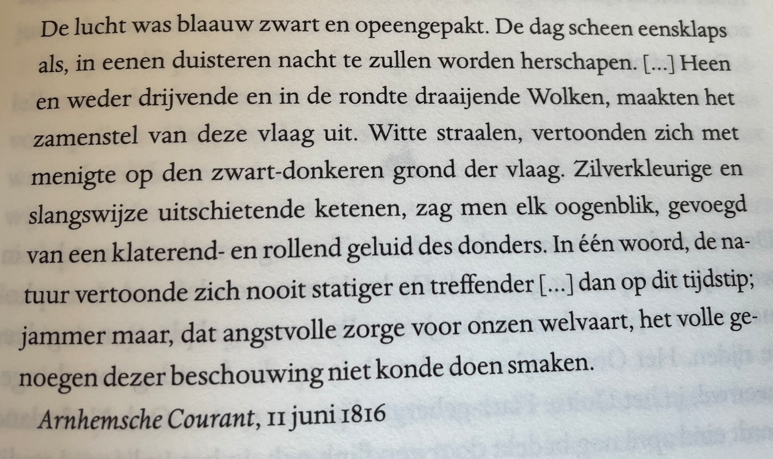 De lucht was blaauw zwart en opeengepakt. De dag scheen eensklaps
als, in eenen duisteren nacht te zullen worden herschapen. [...] Heen
en weder drijvende en in de rondte draaijende Wolken, maakten het
zamenstel van deze vlaag uit. Witte straalen, vertoonden zich met
menigte op den zwart-donkeren grond der vlaag. Zilverkleurige en
slangswijze uitschietende ketenen, zag men elk oogenblik, gevoegd
van een klaterend- en rollend geluid des donders. In één woord, de na-
tuur vertoonde zich nooit statiger en treffender [...] dan op dit tijdstip;
jammer maar, dat angstvolle zorge voor onzen welvaart, het volle ge-
noegen dezer beschouwing niet konde doen smaken.
Arnhemsche Courant, 11 juni 1816